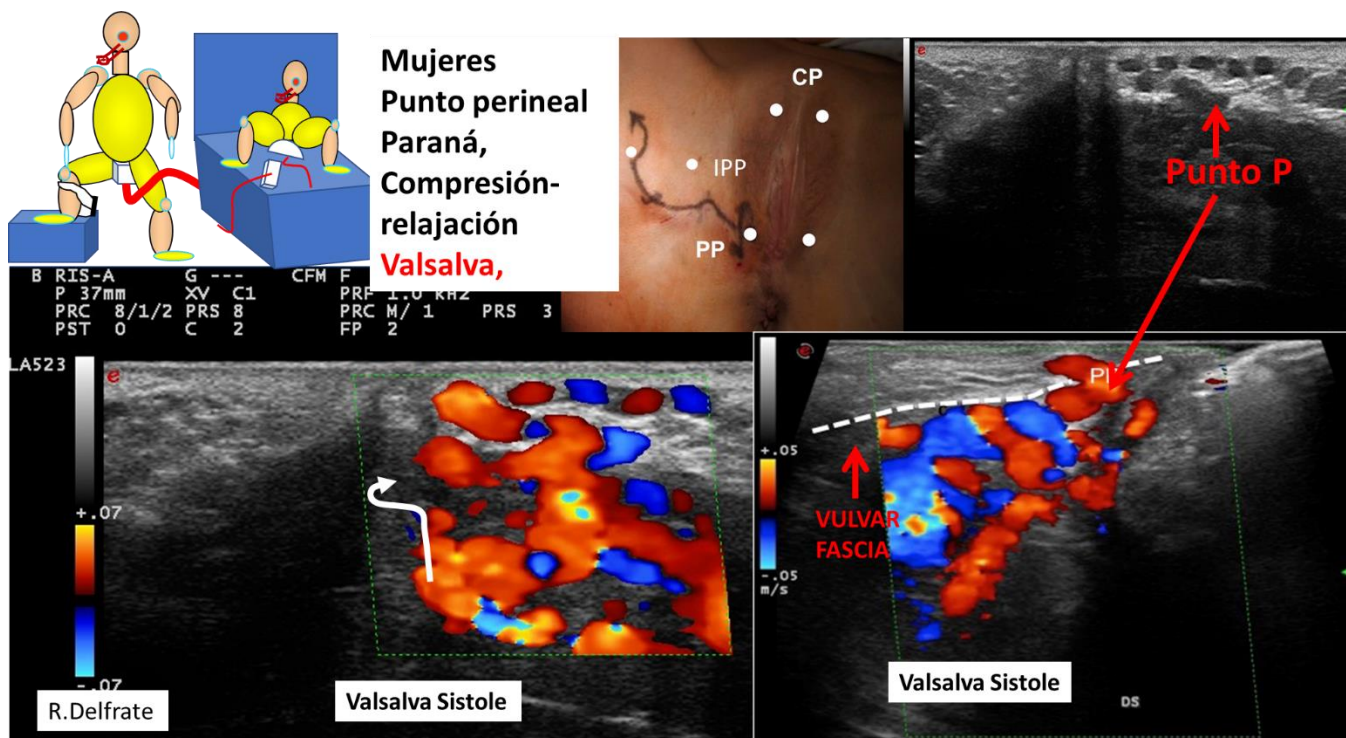 Mujeres
Punto perineal
Paraná,
Compresión-
relajación
Valsalva,
CP
IPP
PP
e
Punto P
B RIS-A G --- CFM F
P 37mm XV C1 PRF 1.0 kHz
PRC 8/1/2 PRS 8 PRC M/ 1 PRS 3
PST 0 C 2 FP 2
LA523
e
+.07
-.07
R.Delfrate
Valsalva Sistole
e
+.05
-.05
m/s
VULVAR
FASCIA
Valsalva Sistole
DS